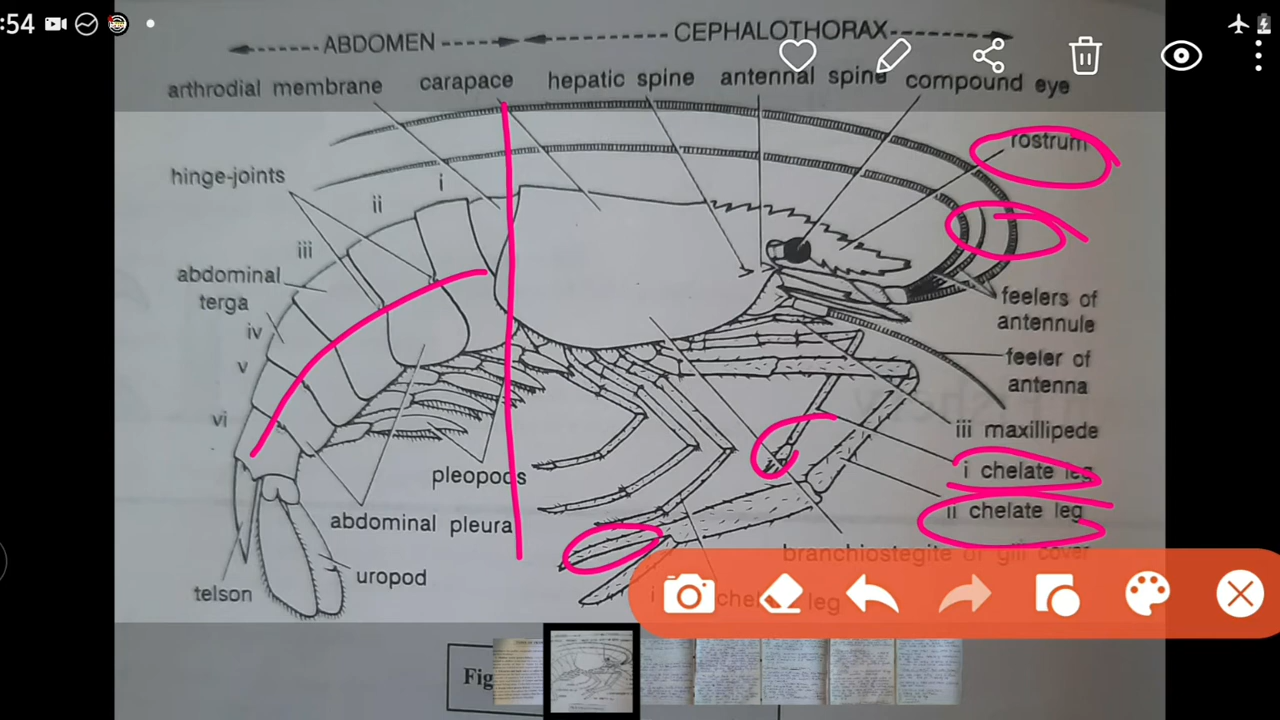 :54
ABDOMEN
CEPHALOTHORAX
arthrodial membrane
carapace
hepatic spine
antennal spine
compound eye
rostrum
hinge-joints
i
ii
iii
abdominal
terga
iv
v
vi
feelers of
antennule
feeler of
antenna
iii maxillipede
i chelate leg
ii chelate leg
pleopods
abdominal pleura
branchiostegite or gill cover
uropod
telson
leg
Fig